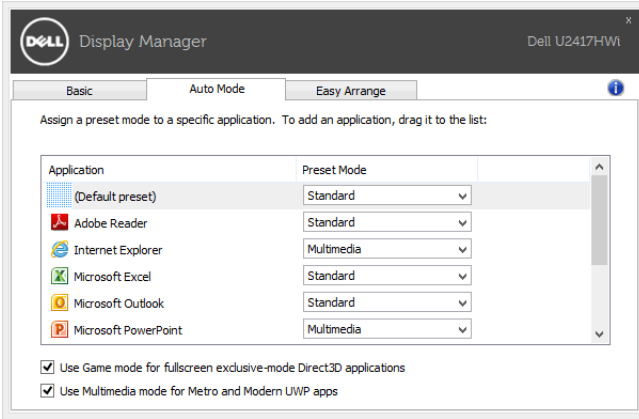 DELL
Display Manager
Dell U2417HWi
x
Basic
Auto Mode
Easy Arrange
i
Assign a preset mode to a specific application. To add an application, drag it to the list:
Application Preset Mode
(Default preset) Standard
Adobe Reader Standard
Internet Explorer Multimedia
Microsoft Excel Standard
Microsoft Outlook Standard
Microsoft PowerPoint Multimedia
Use Game mode for fullscreen exclusive-mode Direct3D applications
Use Multimedia mode for Metro and Modern UWP apps